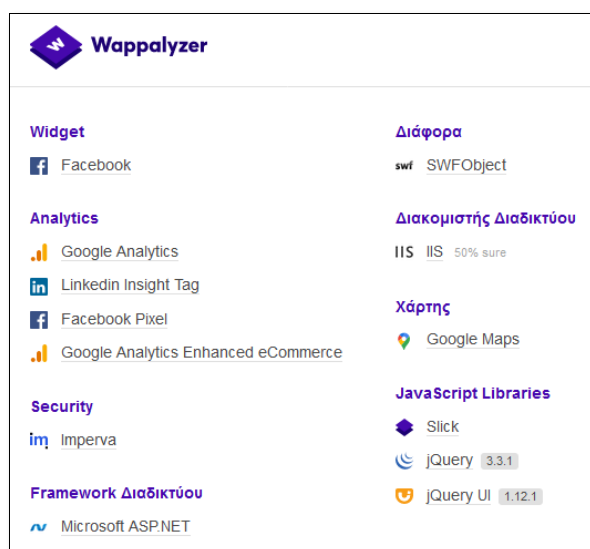 Wappalyzer
Widget
Facebook
Analytics
Google Analytics
Linkedin Insight Tag
Facebook Pixel
Google Analytics Enhanced eCommerce
Security
im Imperva
Framework Διαδικτύου
Microsoft ASP.NET
Διάφορα
swf SWFObject
Διακομιστής Διαδικτύου
IIS IIS 50% sure
Χάρτης
Google Maps
JavaScript Libraries
Slick
jQuery 3.3.1
jQuery UI 1.12.1